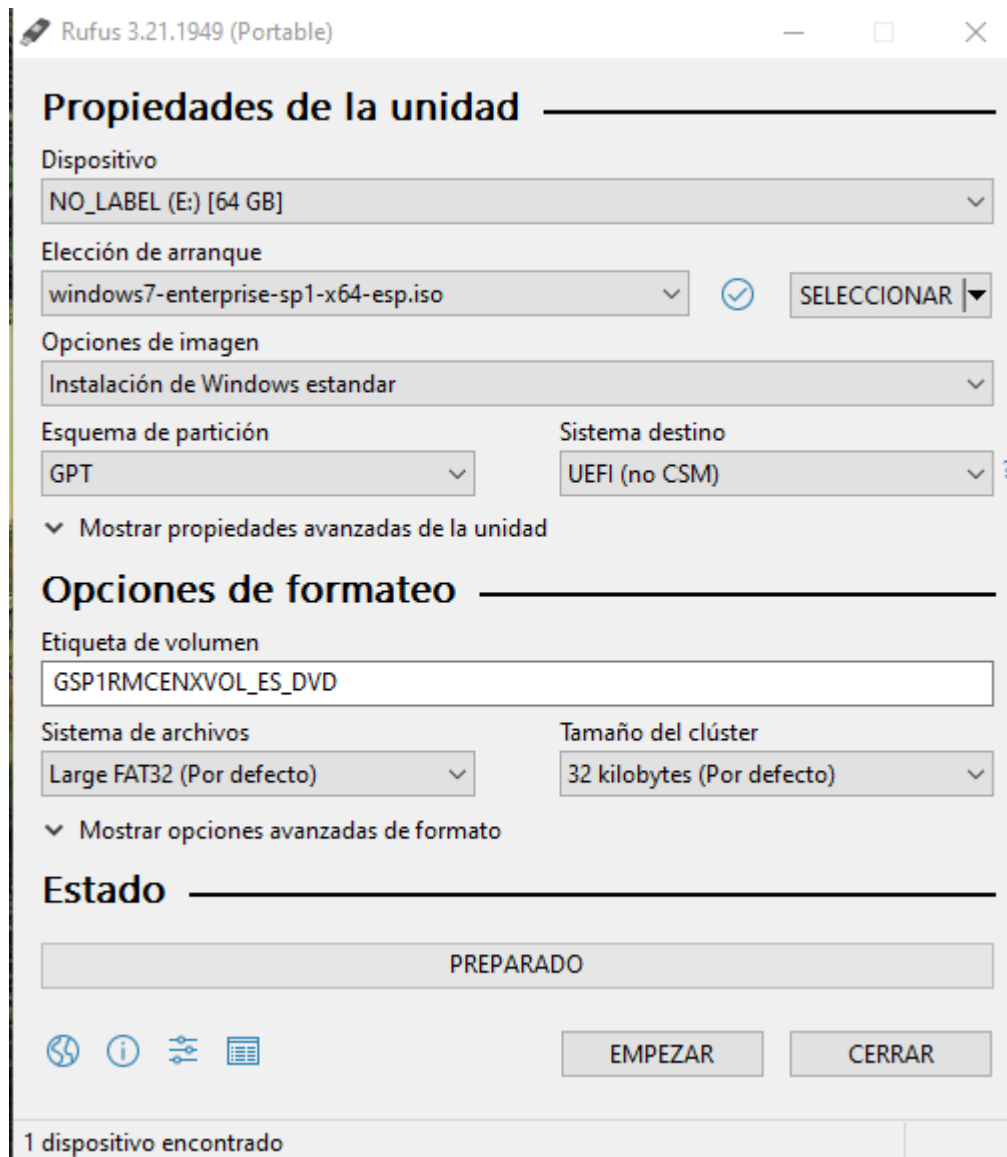 Rufus 3.21.1949 (Portable)
Propiedades de la unidad
Dispositivo
NO_LABEL (E:) [64 GB]
Elección de arranque
windows7-enterprise-sp1-x64-esp.iso
SELECCIONAR
Opciones de imagen
Instalación de Windows estandar
Esquema de partición Sistema destino
GPT UEFI (no CSM)
Mostrar propiedades avanzadas de la unidad
Opciones de formateo
Etiqueta de volumen
GSP1RMCENXVOL_ES_DVD
Sistema de archivos Tamaño del clúster
Large FAT32 (Por defecto) 32 kilobytes (Por defecto)
Mostrar opciones avanzadas de formato
Estado
PREPARADO
EMPEZAR CERRAR
1 dispositivo encontrado